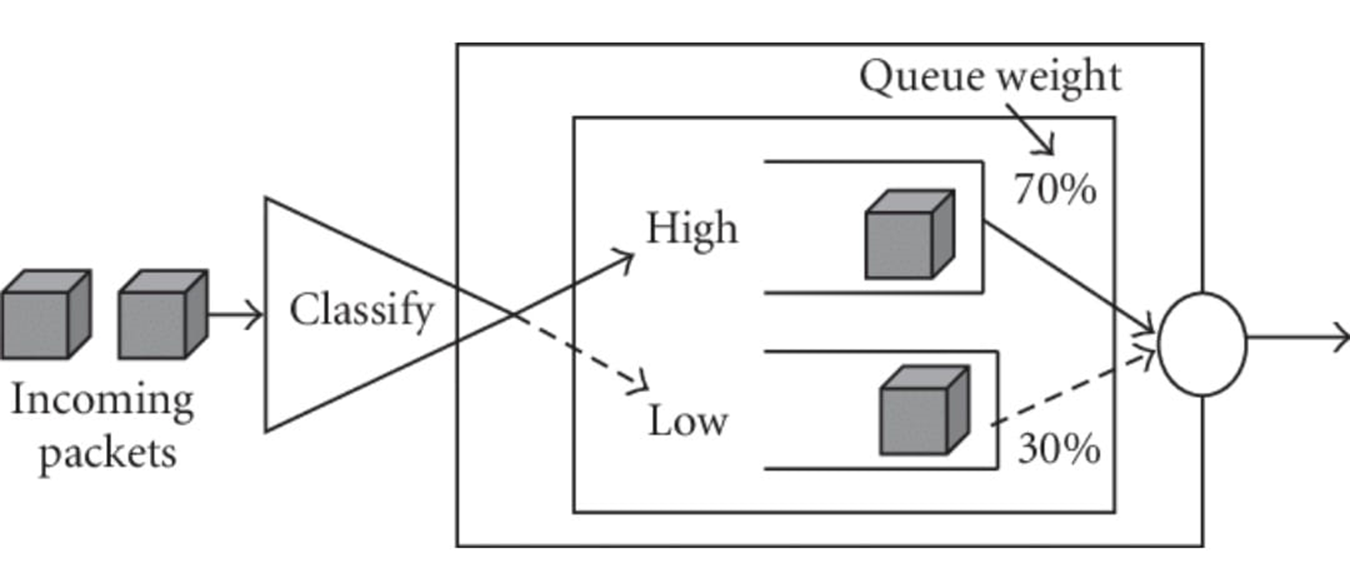 Queue weight
70%
High
Classify
Incoming
packets
Low
30%